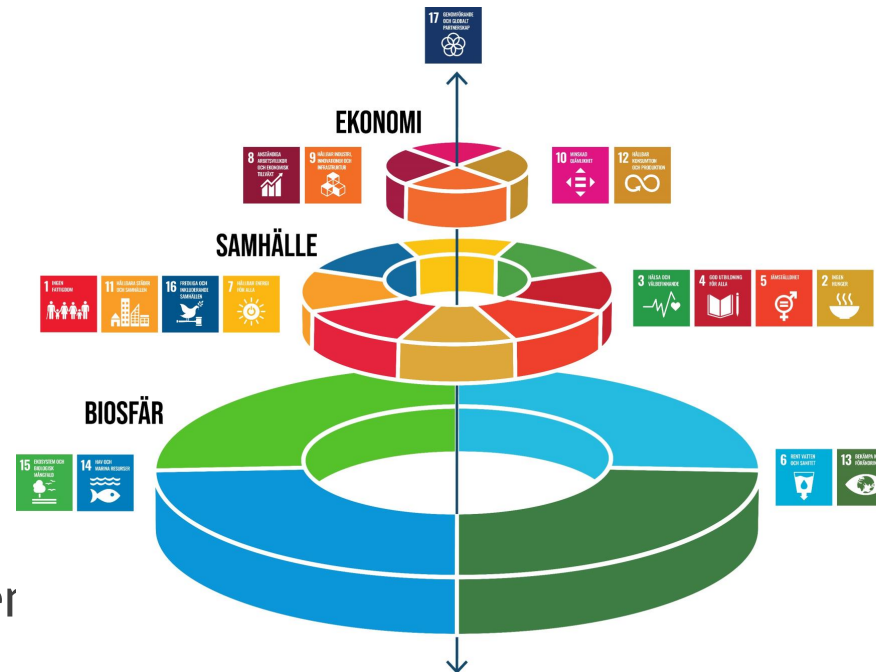 17 GENOMFÖRANDE
OCH GLOBALT
PARTNERSKAP
EKONOMI
8 ANSTÄNDIGA
ARBETSVILLKOR
OCH EKONOMISK
TILLVÄXT
9 HÅLLBAR INDUSTRI,
INNOVATIONER OCH
INFRASTRUKTUR
10 MINSKAD
OJÄMLIKHET
12 HÅLLBAR
KONSUMTION
OCH PRODUKTION
SAMHÄLLE
1 INGEN
FATTIGDOM
11 HÅLLBARA STÄDER
OCH SAMHÄLLEN
16 FREDLIGA OCH
INKLUDERANDE
SAMHÄLLEN
7 HÅLLBAR ENERGI
FÖR ALLA
3 HÄLSA OCH
VÄLBEFINNANDE
4 GOD UTBILDNING
FÖR ALLA
5 JÄMSTÄLLDHET
2 INGEN
HUNGER
BIOSFÄR
15 EKOSYSTEM OCH
BIOLOGISK
MÅNGFALD
14 HAV OCH
MARINA RESURSER
6 RENT VATTEN
OCH SANITET
13 BEKÄMPA
FÖRÄNDRING
er